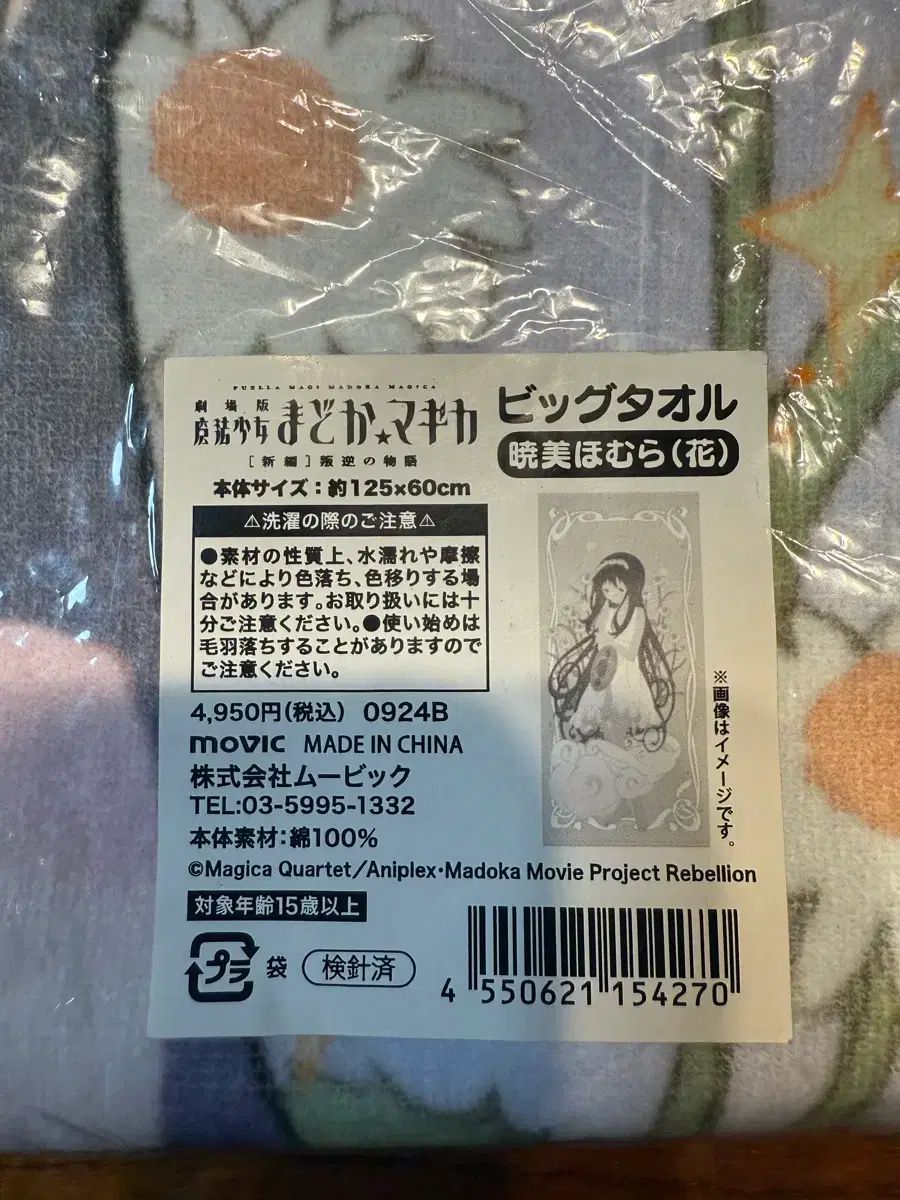 PUELLA MAGI MADOKA MAGICA
劇場版
魔法少女まどか★マギカ
[新編]叛逆の物語
ビッグタオル
暁美ほむら(花)
本体サイズ：約125×60cm
⚠洗濯の際のご注意⚠
●素材の性質上、水濡れや摩擦
などにより色落ち、色移りする場
合があります。お取り扱いには十
分ご注意ください。●使い始めは
毛羽落ちすることがありますので
ご注意ください。
※画像はイメージです。
4,950円(税込) 0924B
movic MADE IN CHINA
株式会社ムービック
TEL:03-5995-1332
本体素材：綿100%
©Magica Quartet/Aniplex・Madoka Movie Project Rebellion
対象年齢15歳以上
プラ 袋 検針済
4 550621 154270